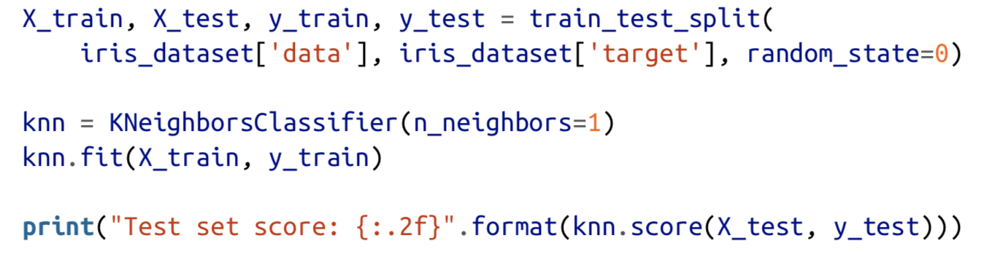 X_train, X_test, y_train, y_test = train_test_split(
    iris_dataset['data'], iris_dataset['target'], random_state=0)
knn = KNeighborsClassifier(n_neighbors=1)
knn.fit(X_train, y_train)
print("Test set score: {:.2f}".format(knn.score(X_test, y_test)))